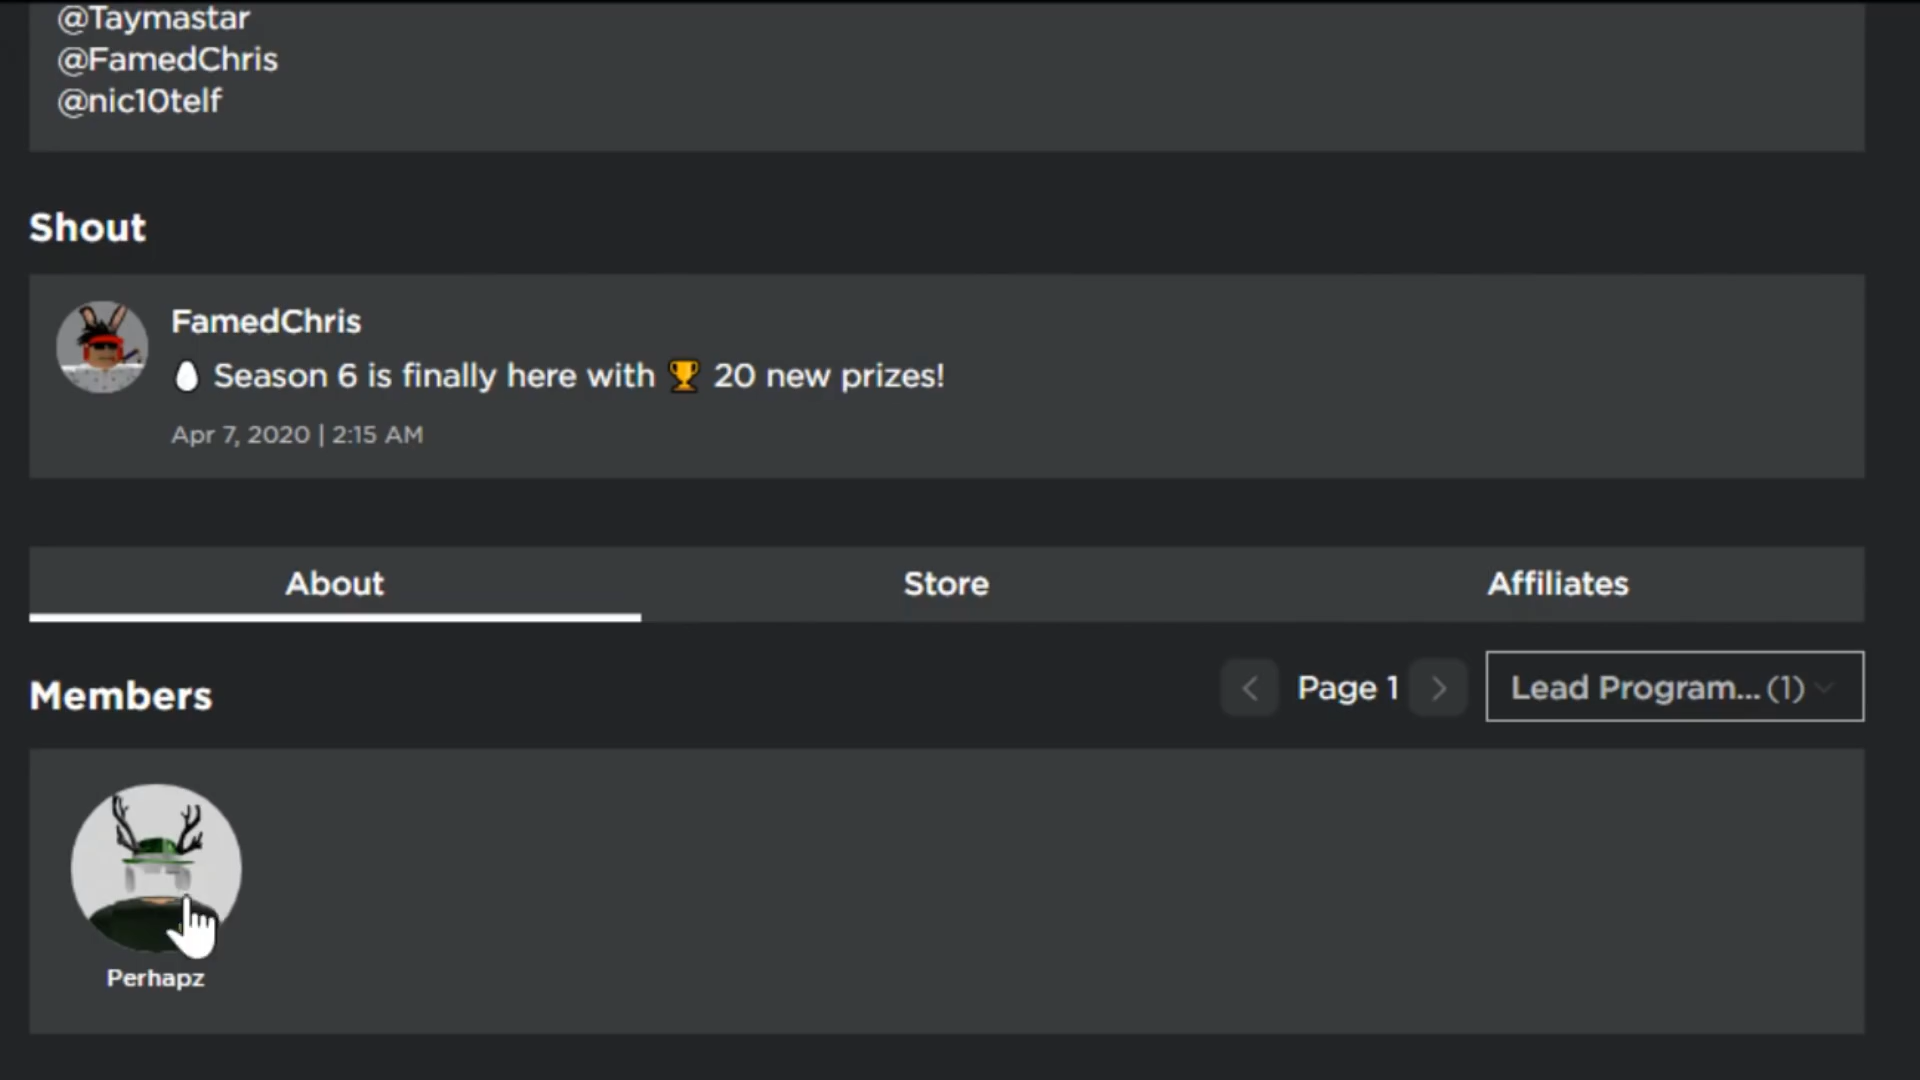 @Taymastar
@FamedChris
@nic10telf
Shout
FamedChris
🥚 Season 6 is finally here with 🏆 20 new prizes!
Apr 7, 2020 | 2:15 AM
About
Store
Affiliates
Members
Page 1
Lead Program... (1)
Perhapz